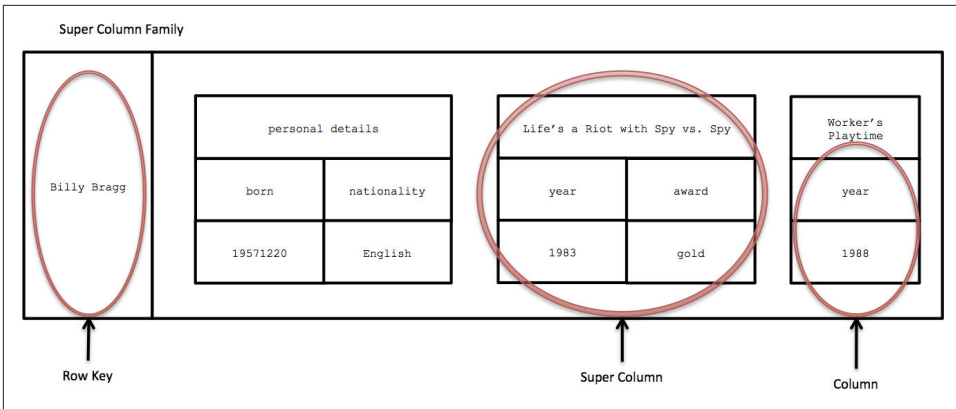 Super Column Family
Billy Bragg
personal details
born nationality
19571220 English
Life's a Riot with Spy vs. Spy
year award
1983 gold
Worker's
Playtime
year
1988
Row Key
Super Column
Column